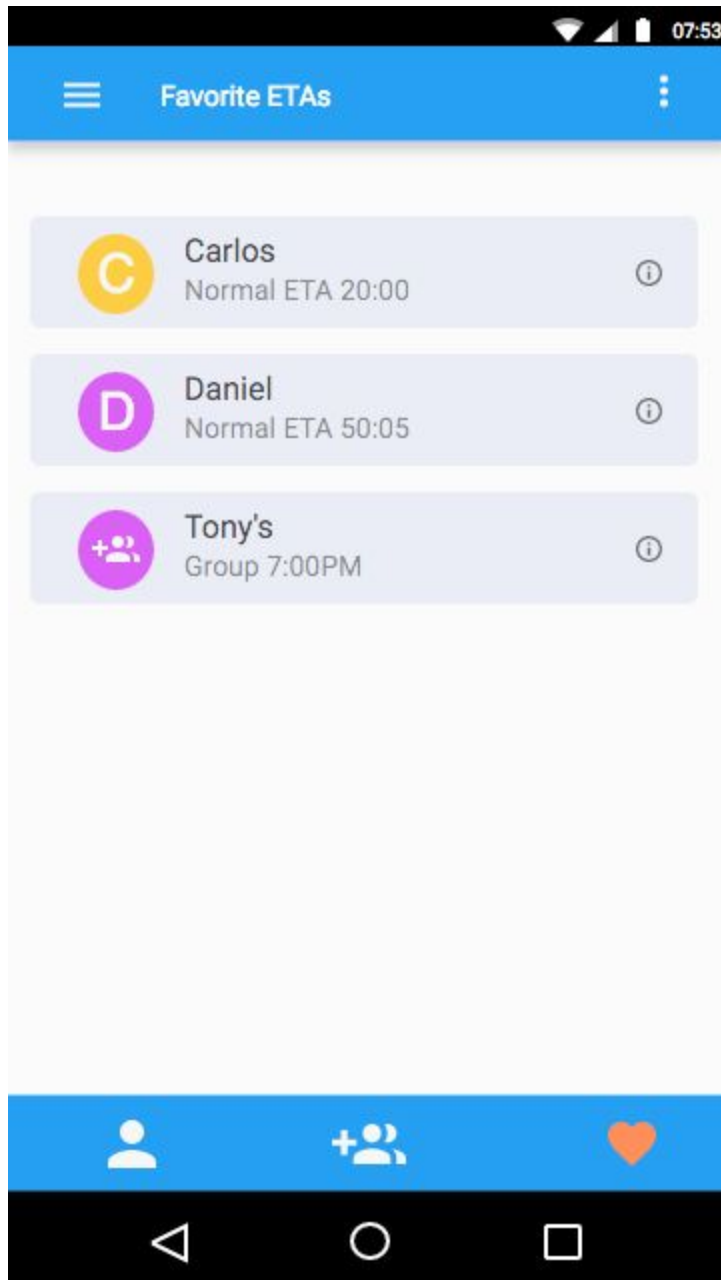 07:53
Favorite ETAs
C
Carlos
Normal ETA 20:00
D
Daniel
Normal ETA 50:05
Tony's
Group 7:00PM